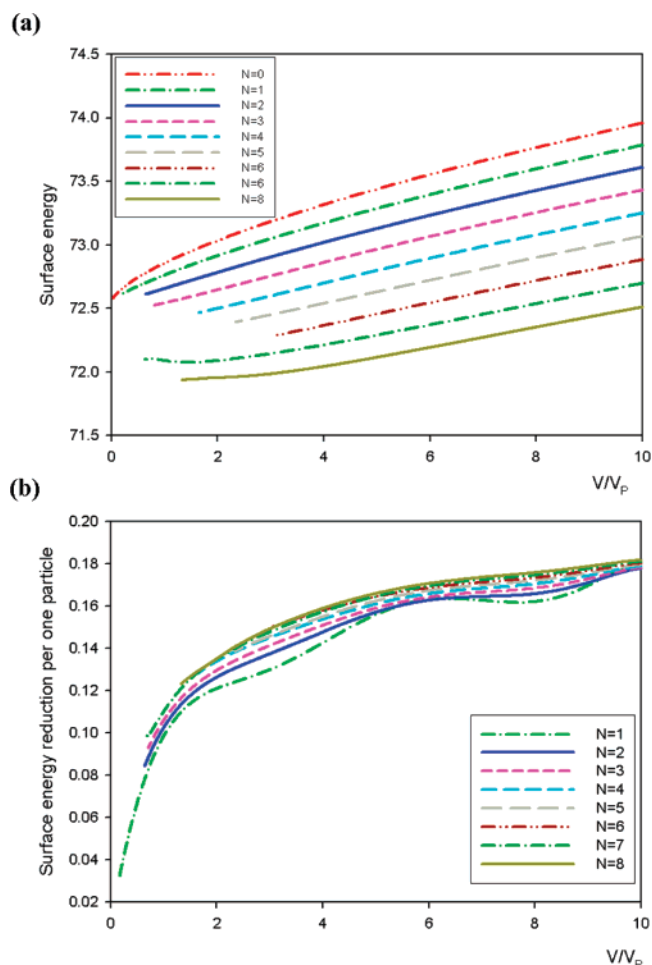 (a)
74.5
74.0
73.5
73.0
72.5
72.0
71.5
Surface energy
N=0
N=1
N=2
N=3
N=4
N=5
N=6
N=6
N=8
0 2 4 6 8 10
V/VP
(b)
0.20
0.18
0.16
0.14
0.12
0.10
0.08
0.06
0.04
0.02
Surface energy reduction per one particle
N=1
N=2
N=3
N=4
N=5
N=6
N=7
N=8
0 2 4 6 8 10
V/VP